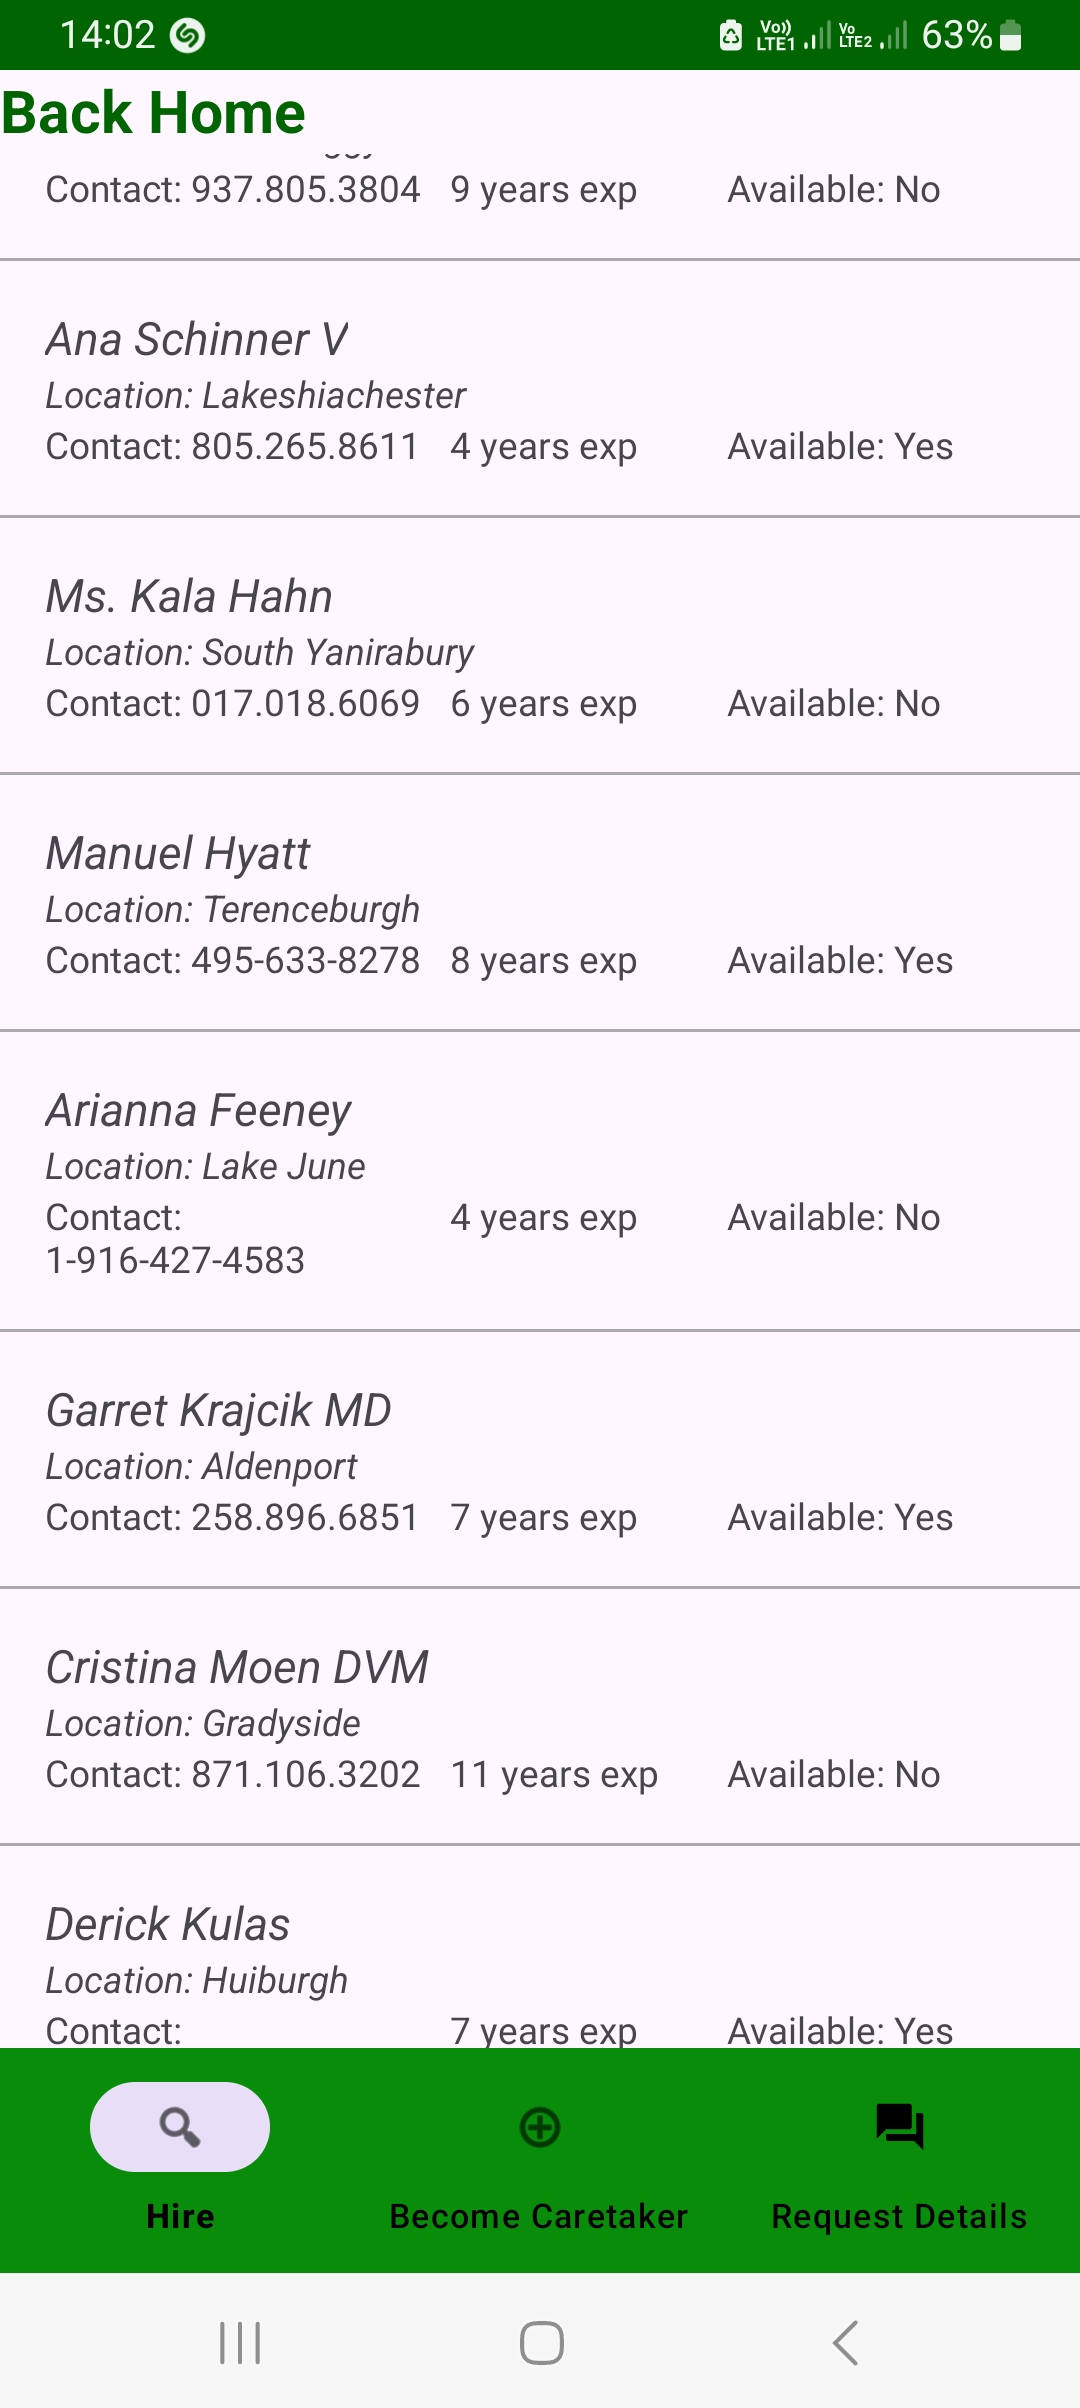 14:02
Vo)) LTE1 Vo LTE2 63%
Back Home
Contact: 937.805.3804 9 years exp Available: No
Ana Schinner V
Location: Lakeshiachester
Contact: 805.265.8611 4 years exp Available: Yes
Ms. Kala Hahn
Location: South Yanirabury
Contact: 017.018.6069 6 years exp Available: No
Manuel Hyatt
Location: Terenceburgh
Contact: 495-633-8278 8 years exp Available: Yes
Arianna Feeney
Location: Lake June
Contact: 4 years exp Available: No
1-916-427-4583
Garret Krajcik MD
Location: Aldenport
Contact: 258.896.6851 7 years exp Available: Yes
Cristina Moen DVM
Location: Gradyside
Contact: 871.106.3202 11 years exp Available: No
Derick Kulas
Location: Huiburgh
Contact: 7 years exp Available: Yes
Hire Become Caretaker Request Details